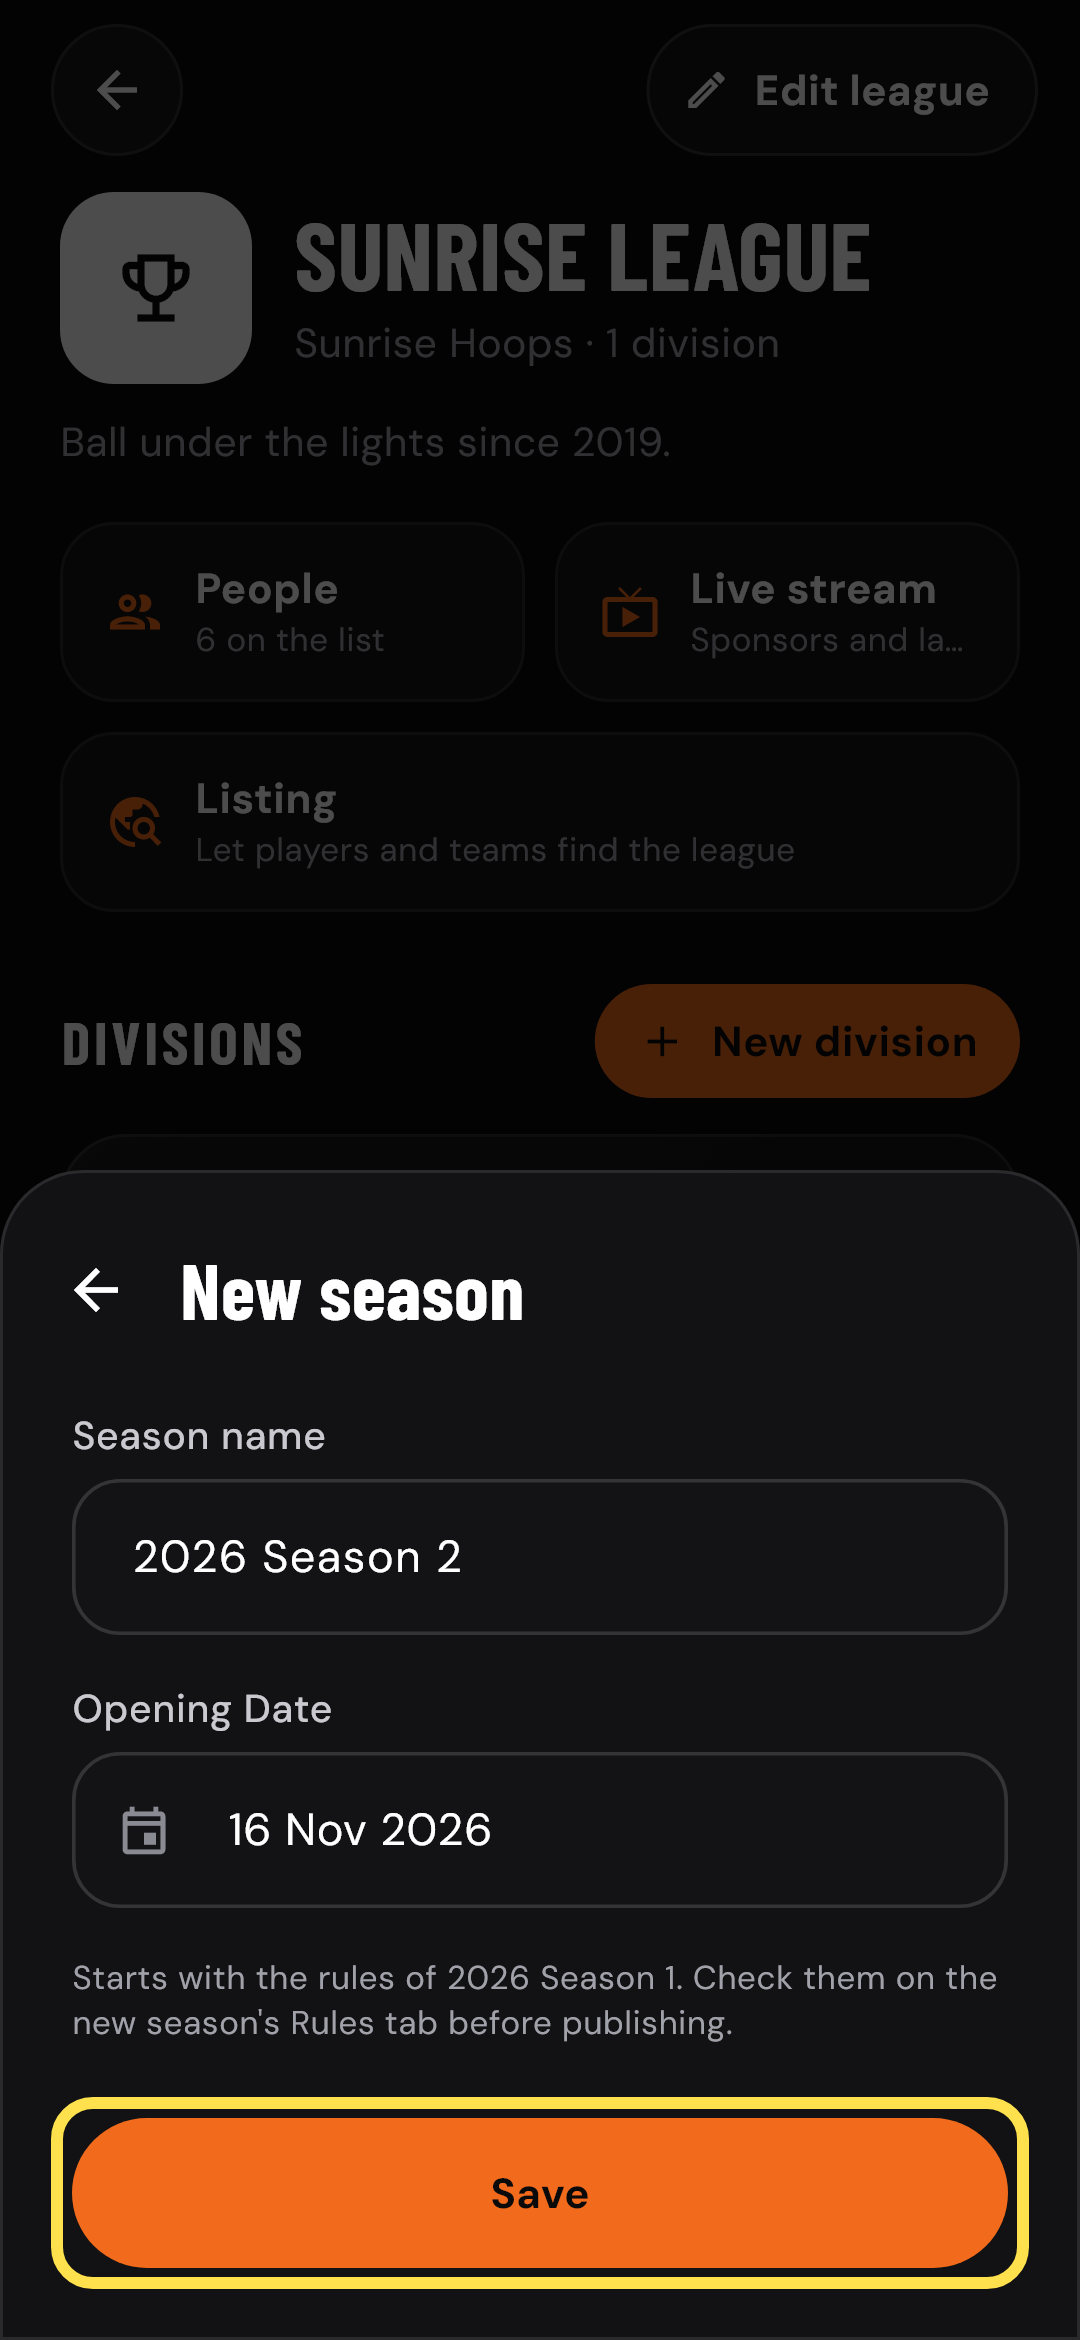 Edit league
SUNRISE LEAGUE
Sunrise Hoops · 1 division
Ball under the lights since 2019.
People
6 on the list
Live stream
Sponsors and la...
Listing
Let players and teams find the league
DIVISIONS
New division
New season
Season name
2026 Season 2
Opening Date
16 Nov 2026
Starts with the rules of 2026 Season 1. Check them on the
new season's Rules tab before publishing.
Save